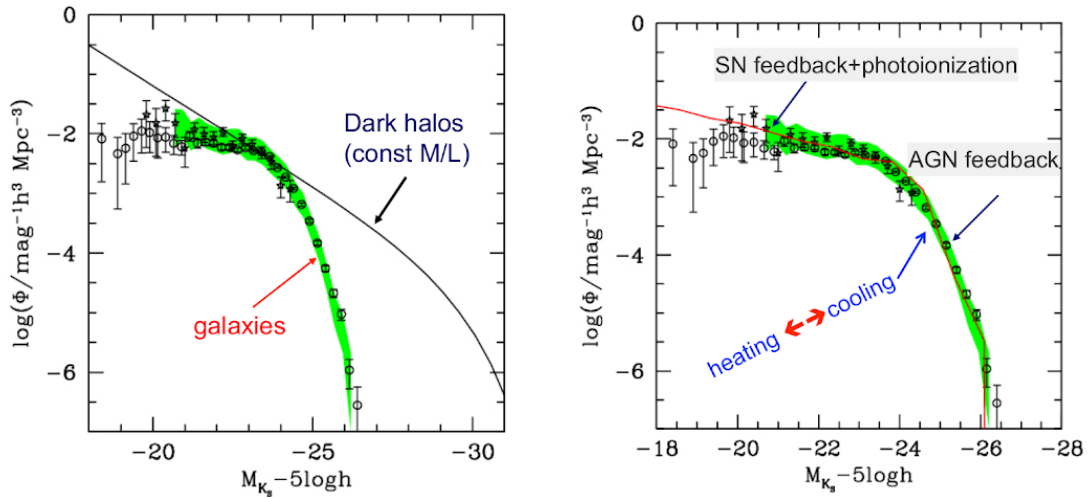 0
−2
−4
−6
log(Φ/mag⁻¹h³ Mpc⁻³)
Dark halos
(const M/L)
galaxies
−20
−25
−30
M_Kₛ−5logh
0
−2
−4
−6
log(Φ/mag⁻¹h³ Mpc⁻³)
SN feedback+photoionization
AGN feedback
cooling
heating
−18
−20
−22
−24
−26
−28
M_Kₛ−5logh